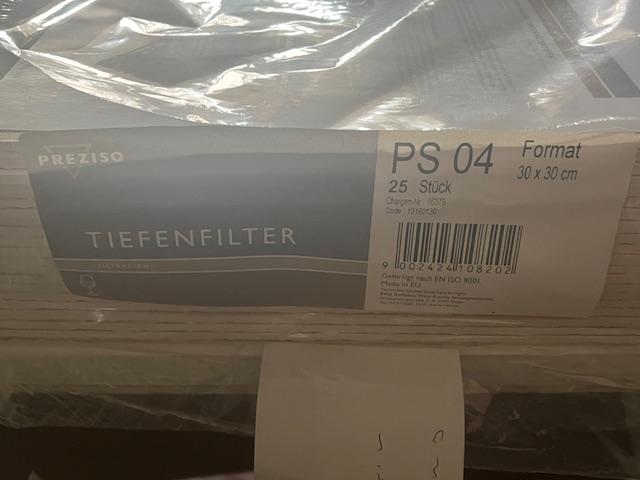 PREZISO
TIEFENFILTER
FILTRATION
PS 04
Format
30 x 30 cm
25 Stück
Chargen-Nr. 16379
Code 13160130
9 002424 108202
Gefertigt nach EN ISO 9001
Made in EU.